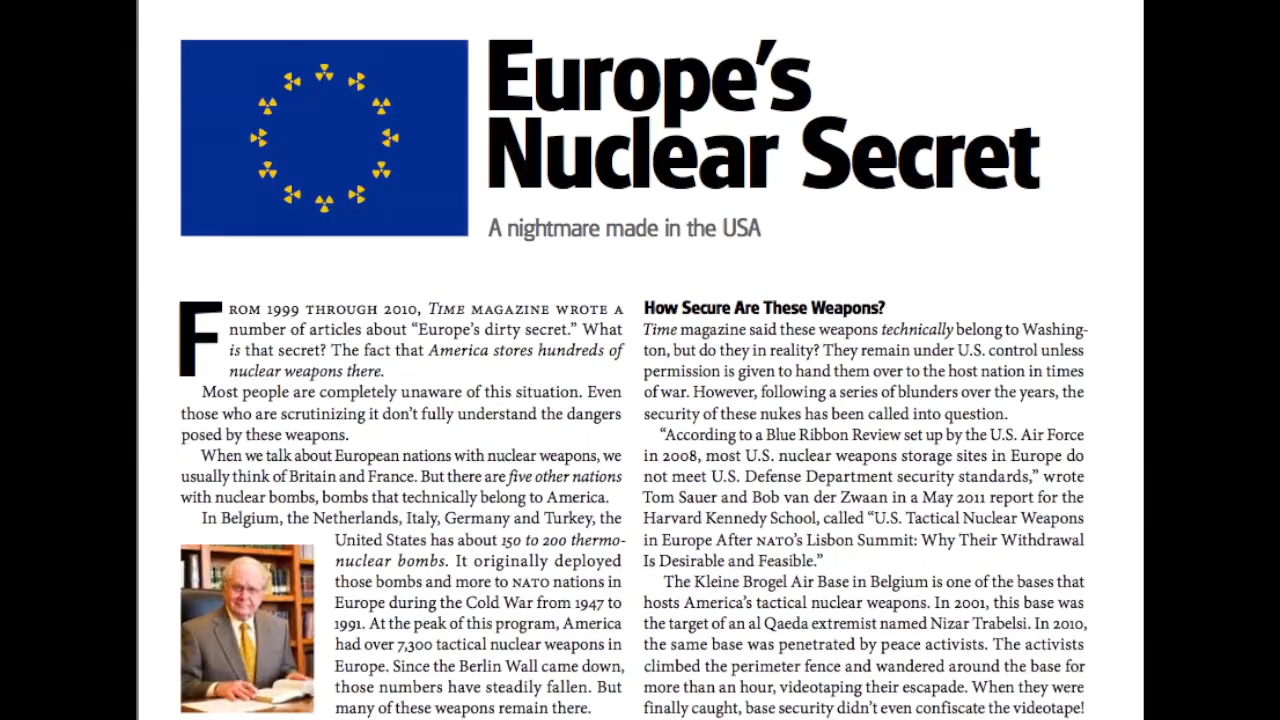 Europe's
Nuclear Secret
A nightmare made in the USA
FROM 1999 THROUGH 2010, TIME MAGAZINE WROTE A
number of articles about “Europe's dirty secret.” What
is that secret? The fact that America stores hundreds of
nuclear weapons there.
Most people are completely unaware of this situation. Even
those who are scrutinizing it don't fully understand the dangers
posed by these weapons.
When we talk about European nations with nuclear weapons, we
usually think of Britain and France. But there are five other nations
with nuclear bombs, bombs that technically belong to America.
In Belgium, the Netherlands, Italy, Germany and Turkey, the
United States has about 150 to 200 thermo-
nuclear bombs. It originally deployed
those bombs and more to NATO nations in
Europe during the Cold War from 1947 to
1991. At the peak of this program, America
had over 7,300 tactical nuclear weapons in
Europe. Since the Berlin Wall came down,
those numbers have steadily fallen. But
many of these weapons remain there.
How Secure Are These Weapons?
Time magazine said these weapons technically belong to Washing-
ton, but do they in reality? They remain under U.S. control unless
permission is given to hand them over to the host nation in times
of war. However, following a series of blunders over the years, the
security of these nukes has been called into question.
“According to a Blue Ribbon Review set up by the U.S. Air Force
in 2008, most U.S. nuclear weapons storage sites in Europe do
not meet U.S. Defense Department security standards,” wrote
Tom Sauer and Bob van der Zwaan in a May 2011 report for the
Harvard Kennedy School, called “U.S. Tactical Nuclear Weapons
in Europe After NATO's Lisbon Summit: Why Their Withdrawal
Is Desirable and Feasible.”
The Kleine Brogel Air Base in Belgium is one of the bases that
hosts America's tactical nuclear weapons. In 2001, this base was
the target of an al Qaeda extremist named Nizar Trabelsi. In 2010,
the same base was penetrated by peace activists. The activists
climbed the perimeter fence and wandered around the base for
more than an hour, videotaping their escapade. When they were
finally caught, base security didn't even confiscate the videotape!